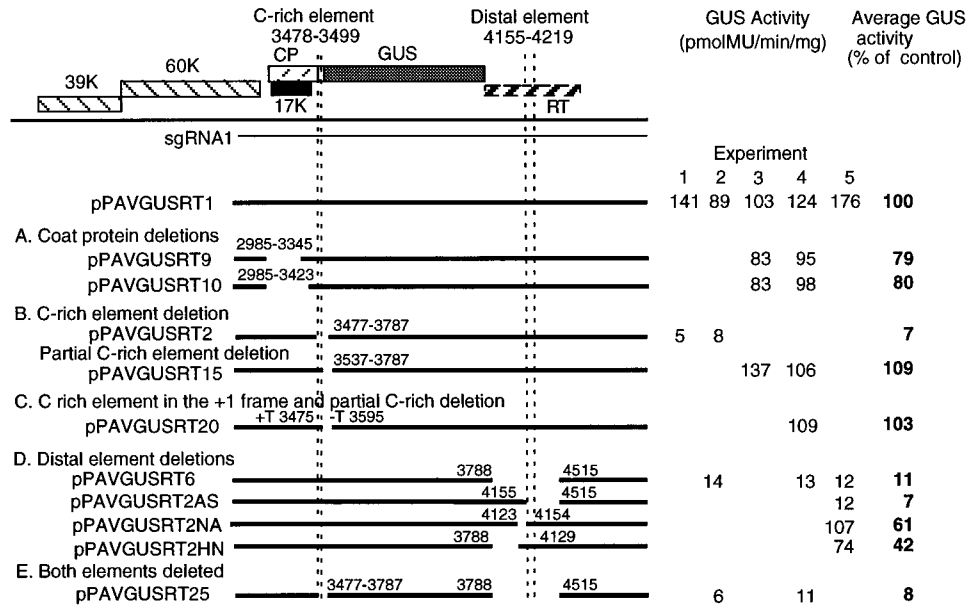 C-rich element
3478-3499
Distal element
4155-4219
GUS Activity
(pmolMU/min/mg)
Average GUS
activity
(% of control)
CP
GUS
39K
60K
17K
RT
sgRNA1
Experiment
1 2 3 4 5
pPAVGUSRT1 141 89 103 124 176 100
A. Coat protein deletions
2985-3345
pPAVGUSRT9 83 95 79
2985-3423
pPAVGUSRT10 83 98 80
B. C-rich element deletion
pPAVGUSRT2 3477-3787 5 8 7
Partial C-rich element deletion
pPAVGUSRT15 3537-3787 137 106 109
C. C rich element in the +1 frame and partial C-rich deletion
pPAVGUSRT20 +T 3475 -T 3595 109 103
D. Distal element deletions
pPAVGUSRT6 3788 4515 14 13 12 11
pPAVGUSRT2AS 4155 4515 12 7
pPAVGUSRT2NA 4123 4154 107 61
pPAVGUSRT2HN 3788 4129 74 42
E. Both elements deleted
pPAVGUSRT25 3477-3787 3788 4515 6 11 8